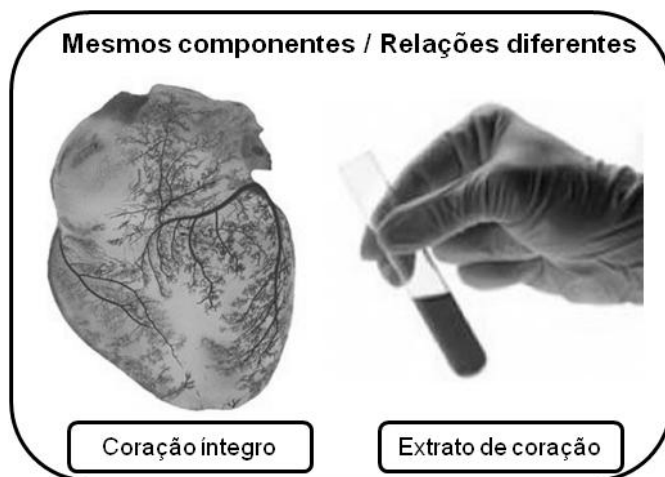 Mesmos componentes / Relações diferentes
Coração íntegro
Extrato de coração